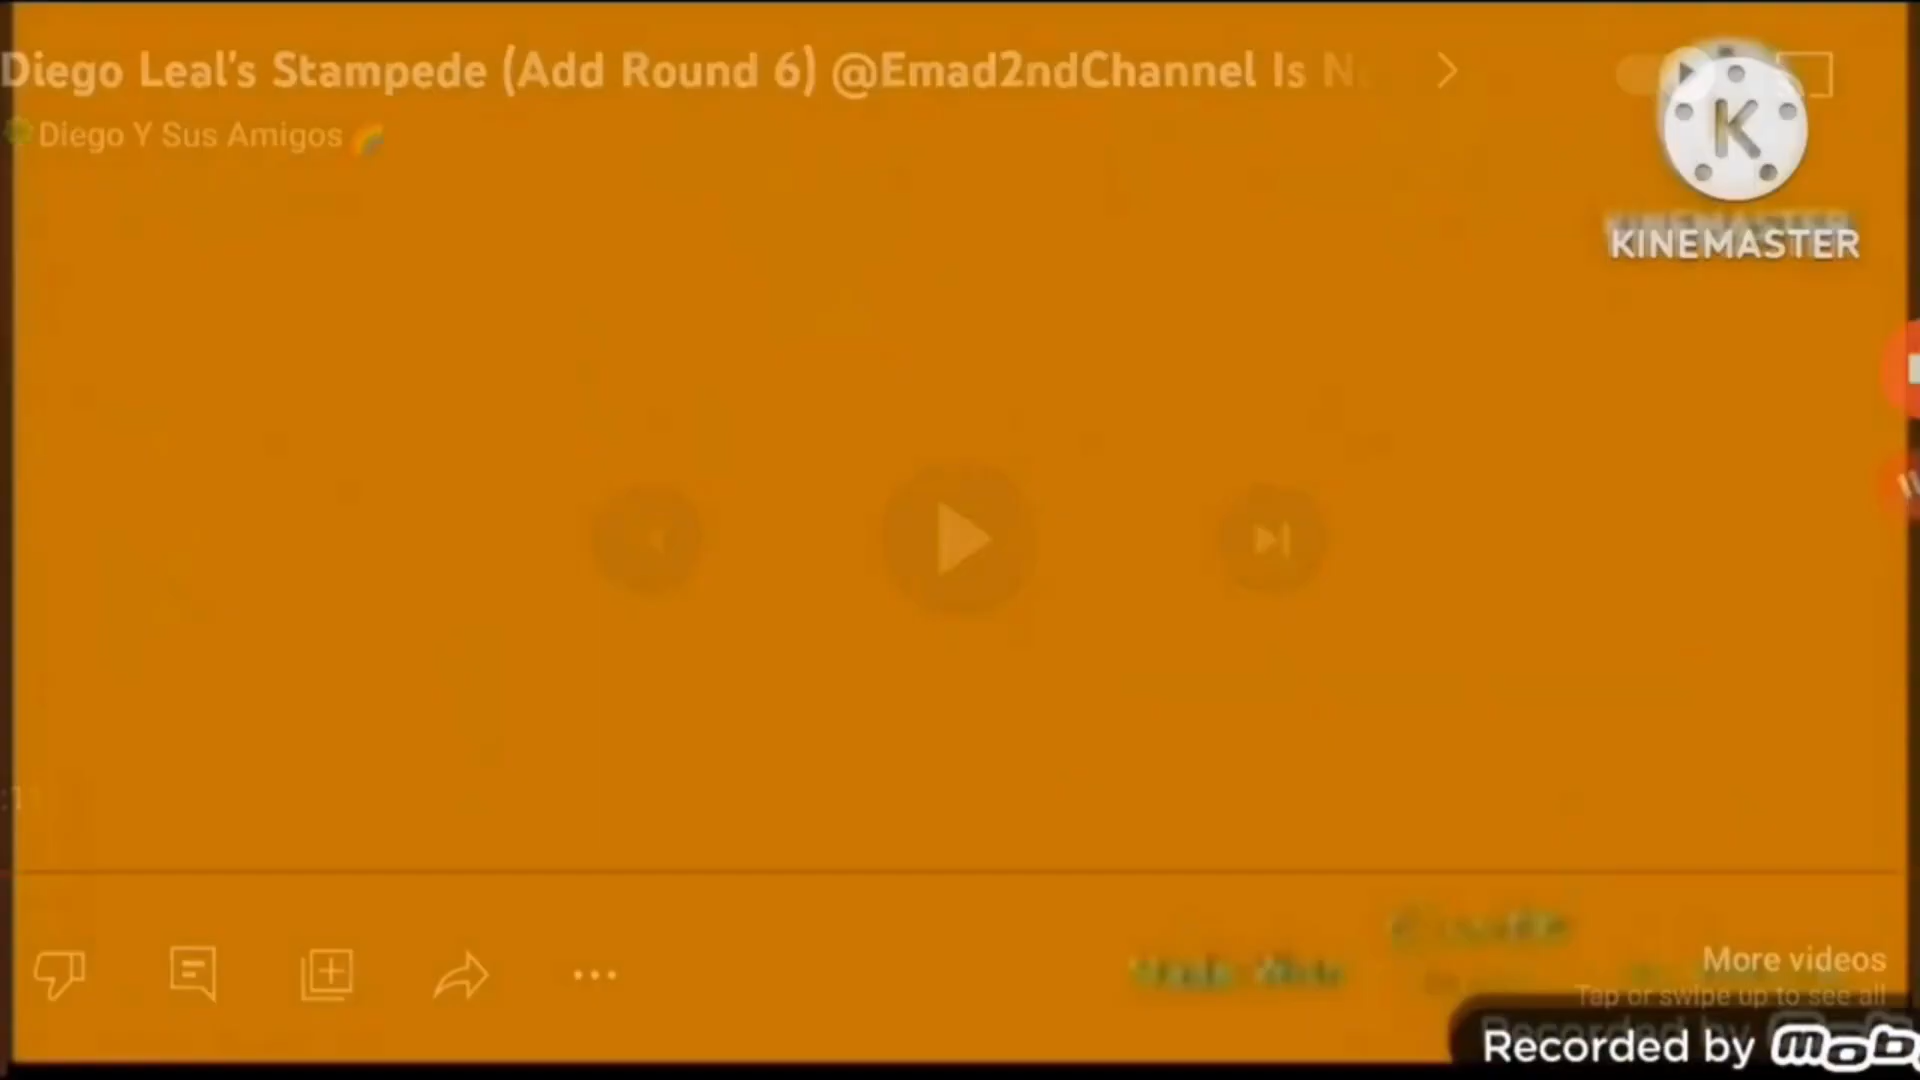 Diego Leal's Stampede (Add Round 6) @Emad2ndChannel Is
Diego Y Sus Amigos
K
KINEMASTER
More videos
Tap or swipe up to see all
Recorded by mob